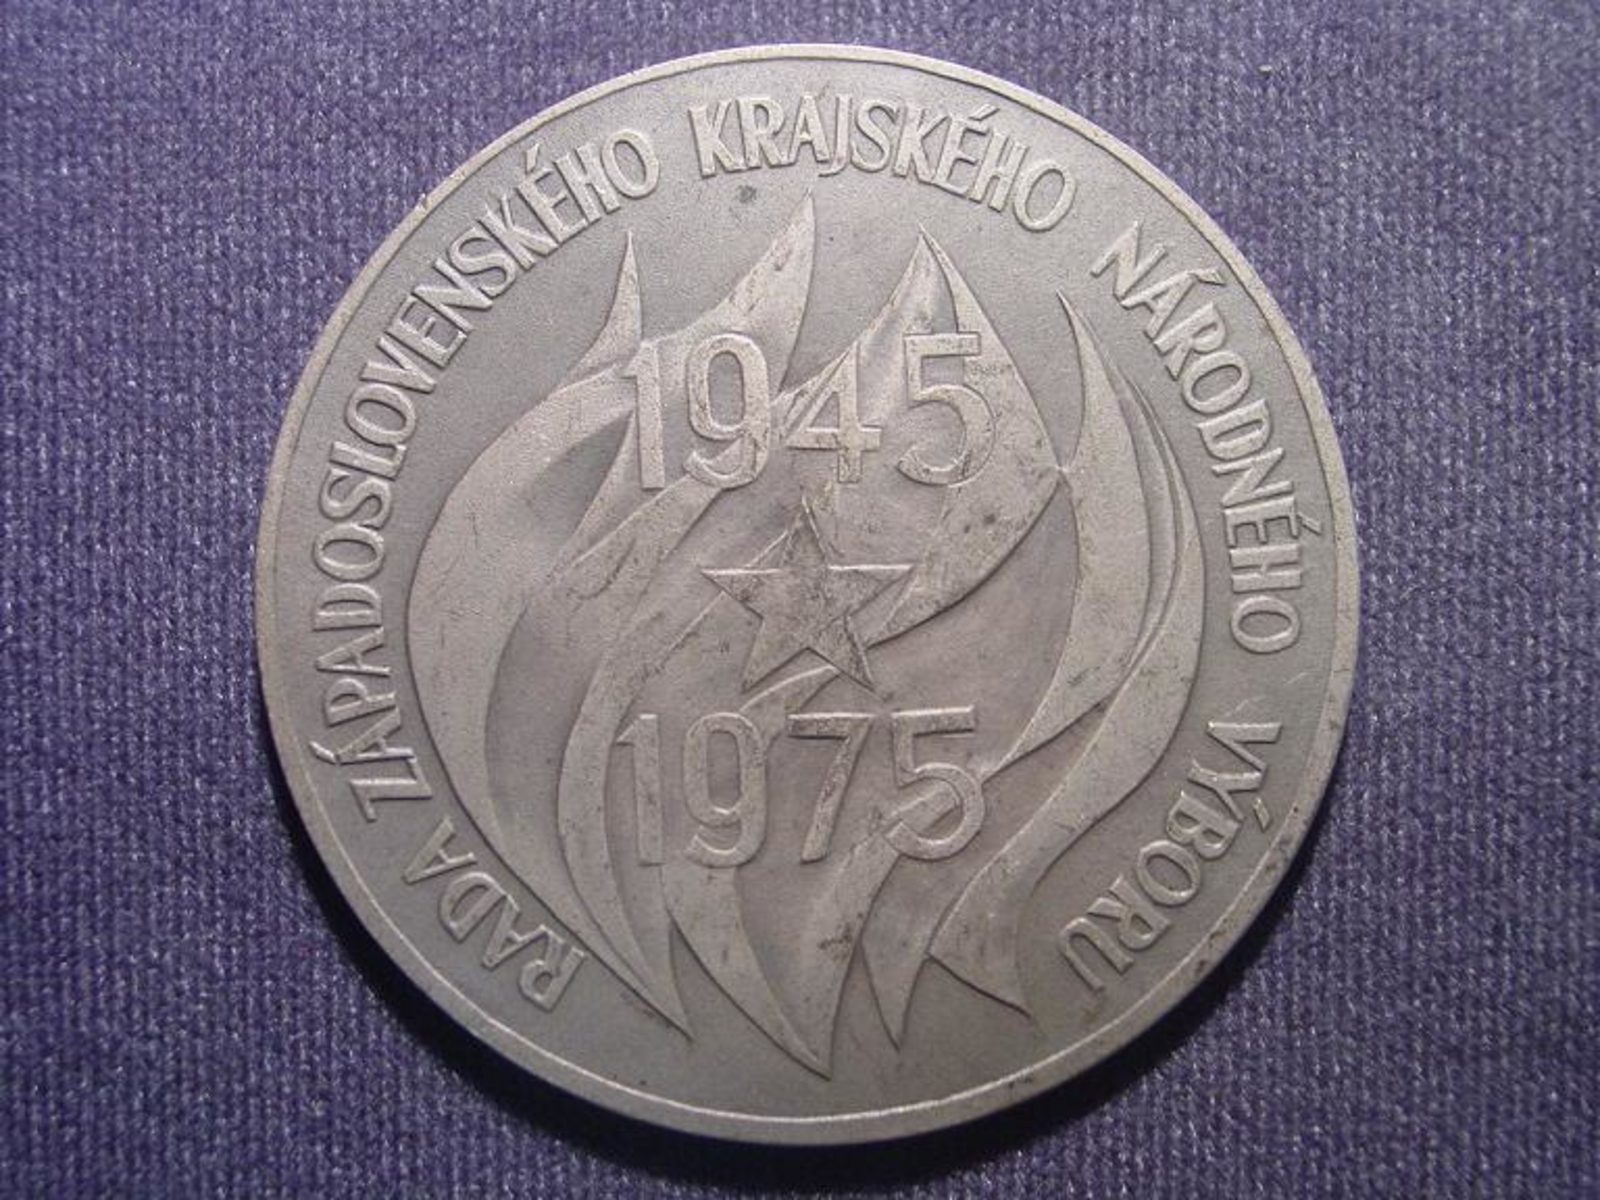 RADA ZÁPADOSLOVENSKÉHO KRAJSKÉHO NÁRODNÉHO VÝBORU
1945
1975